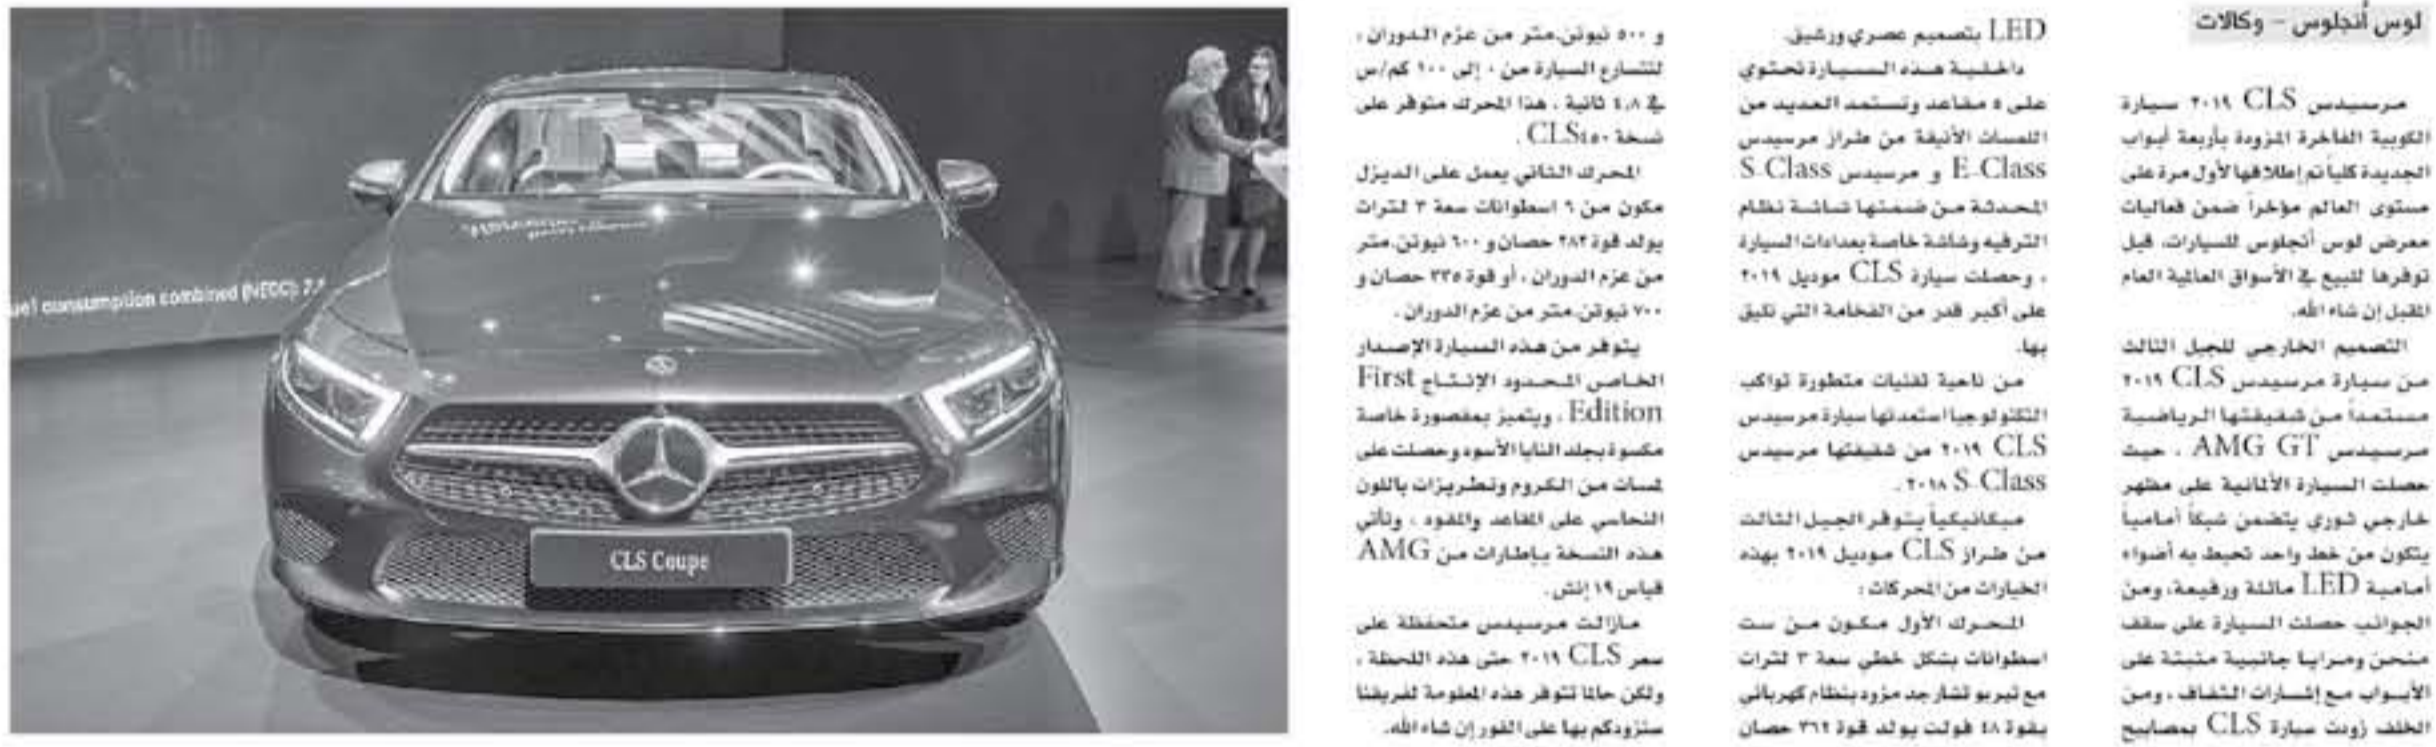 لوس أنجلوس - وكالات
مرسيدس CLS ٢٠١٩ سيارة
الكوبية الفاخرة المزودة بأربعة أبواب
الجديدة كلياً تم إطلاقها لأول مرة على
مستوى العالم مؤخراً ضمن فعاليات
معرض لوس أنجلوس للسيارات، قبل
توفرها للبيع في الأسواق العالمية العام
المقبل إن شاء الله.
التصميم الخارجي للجيل الثالث
من سيارة مرسيدس CLS ٢٠١٩
مستمداً من شقيقتها الرياضية
مرسيدس AMG GT ، حيث
حصلت السيارة الألمانية على مظهر
خارجي ثوري يتضمن شبكاً أمامياً
يتكون من خط واحد تحيط به أضواء
أمامية LED مائلة ورفيعة، ومن
الجوانب حصلت السيارة على سقف
منحن ومرايا جانبية مثبتة على
الأبواب مع إشارات التفاف ، ومن
الخلف زودت سيارة CLS بمصابيح
LED بتصميم عصري ورشيق.
داخلية هذه السيارة تحتوي
على ٥ مقاعد وتستمد العديد من
اللمسات الأنيقة من طراز مرسيدس
E-Class و مرسيدس S-Class
المحدثة من ضمنها شاشة نظام
الترفيه وشاشة خاصة بعدادات السيارة
، وحصلت سيارة CLS موديل ٢٠١٩
على أكبر قدر من الفخامة التي تليق
بها.
من ناحية تقنيات متطورة تواكب
التكنولوجيا استمدتها سيارة مرسيدس
CLS ٢٠١٩ من شقيقتها مرسيدس
S-Class ٢٠١٨ .
ميكانيكياً يتوفر الجيل الثالث
من طراز CLS موديل ٢٠١٩ بهذه
الخيارات من المحركات :
المحرك الأول مكون من ست
اسطوانات بشكل خطي سعة ٣ لترات
مع تيربو تشارجد مزود بنظام كهربائي
بقوة ٤٨ فولت يولد قوة ٣٦٢ حصان
و ٥٠٠ نيوتن.متر من عزم الدوران ،
لتتسارع السيارة من ٠ إلى ١٠٠ كم/س
في ٤,٨ ثانية ، هذا المحرك متوفر على
نسخة CLS٤٥٠ .
المحرك الثاني يعمل على الديزل
مكون من ٦ اسطوانات سعة ٣ لترات
يولد قوة ٢٨٢ حصان و ٦٠٠ نيوتن.متر
من عزم الدوران ، أو قوة ٣٣٥ حصان و
٧٠٠ نيوتن.متر من عزم الدوران .
يتوفر من هذه السيارة الإصدار
الخاص المحدود الإنتاج First
Edition ، ويتميز بمقصورة خاصة
مكسوة بجلد النابا الأسود وحصلت على
لمسات من الكروم وتطريزات باللون
النحاسي على المقاعد والمقود ، وتأتي
هذه النسخة بإطارات من AMG
قياس ١٩ إنش .
مازالت مرسيدس متحفظة على
سعر CLS ٢٠١٩ حتى هذه اللحظة ،
ولكن حالما تتوفر هذه المعلومة لفريقنا
سنزودكم بها على الفور إن شاء الله.
fuel consumption combined (NEDC): 7.
CLS Coupe